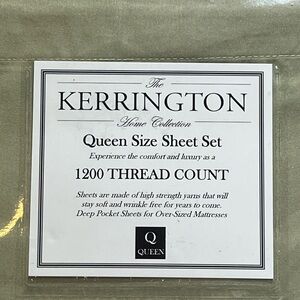 The
KERRINGTON
Home Collection
Queen Size Sheet Set
Experience the comfort and luxury as a
1200 THREAD COUNT
Sheets are made of high strength yarns that will
stay soft and wrinkle free for years to come.
Deep Pocket Sheets for Over-Sized Mattresses
Q
QUEEN